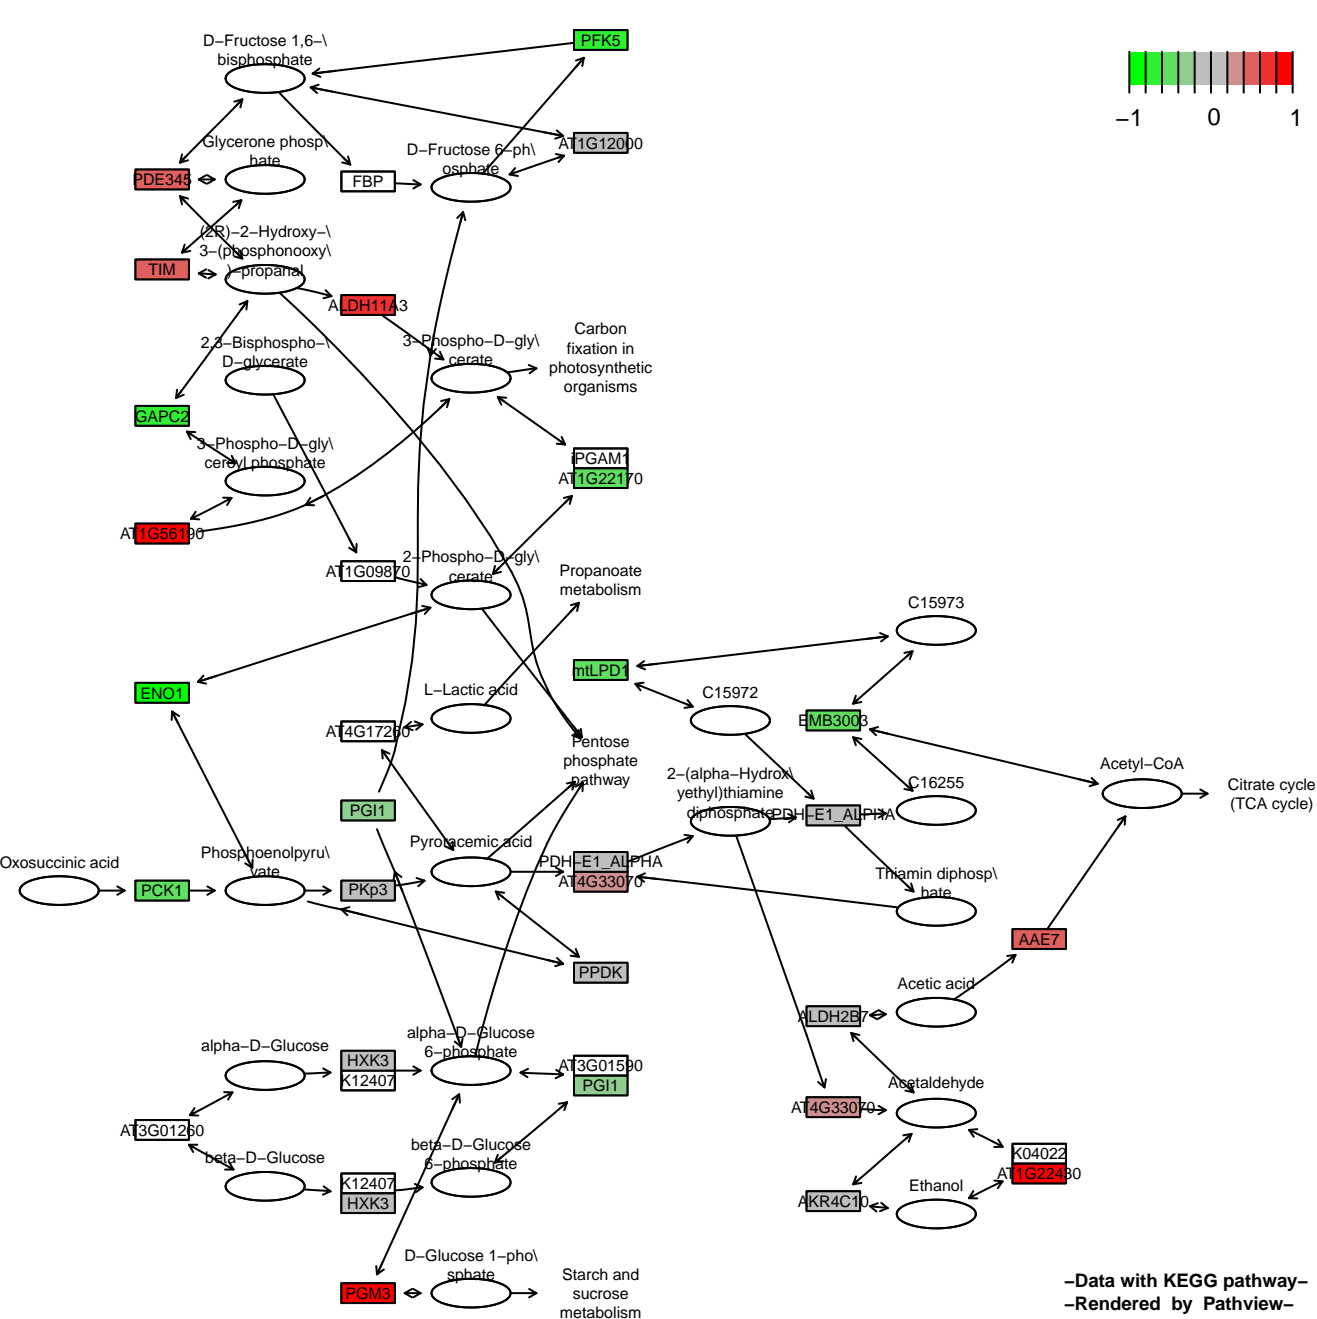 D−Fructose 1,6−\
bisphosphate
PFK5
−1
0
1
Glycerone phosp\
hate
AT1G12000
D−Fructose 6−ph\
osphate
PDE345
FBP
(2R)−2−Hydroxy−\
3−(phosphonooxy\
)−propanal
TIM
ALDH11A3
2,3−Bisphospho−\
D−glycerate
3−Phospho−D−gly\
cerate
Carbon
fixation in
photosynthetic
organisms
GAPC2
3−Phospho−D−gly\
ceroyl phosphate
iPGAM1
AT1G22170
AT1G56190
AT1G09870
2−Phospho−D−gly\
cerate
Propanoate
metabolism
C15973
mtLPD1
ENO1
L−Lactic acid
C15972
EMB3003
AT4G17260
Pentose
phosphate
pathway
2−(alpha−Hydrox\
yethyl)thiamine
diphosphate
PDH−E1_ALPHA
C16255
Acetyl−CoA
Citrate cycle
(TCA cycle)
PGI1
Oxosuccinic acid
PCK1
Phosphoenolpyru\
vate
PKp3
Pyroracemic acid
PDH−E1_ALPHA
AT4G33070
Thiamin diphosp\
hate
AAE7
PPDK
Acetic acid
ALDH2B7
alpha−D−Glucose
HXK3
K12407
alpha−D−Glucose
6−phosphate
AT3G01590
PGI1
Acetaldehyde
AT4G33070
AT3G01260
beta−D−Glucose
K12407
HXK3
beta−D−Glucose
6−phosphate
K04022
AT1G22430
AKR4C10
Ethanol
D−Glucose 1−pho\
sphate
PGM3
Starch and
sucrose
metabolism
−Data with KEGG pathway−
−Rendered by Pathview−